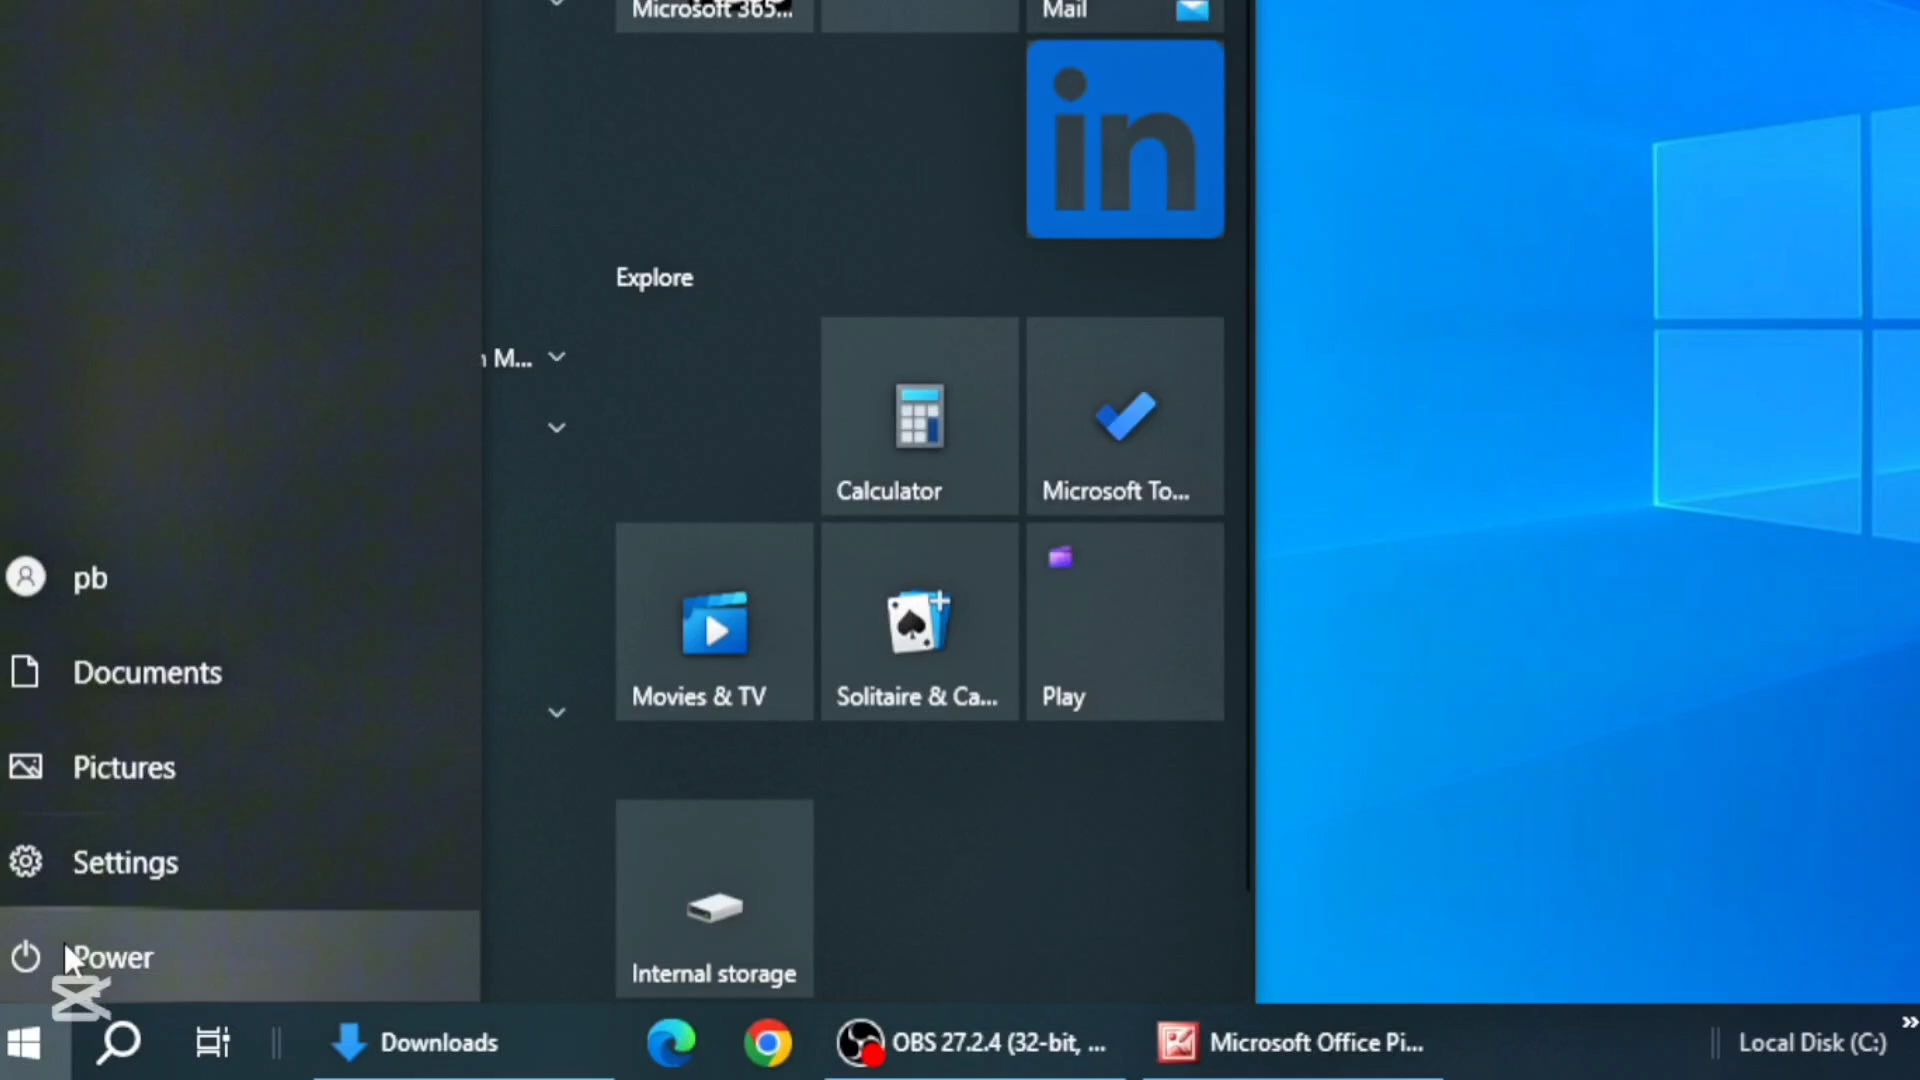 Microsoft 365...
Mail
in
Explore
M...
Calculator
Microsoft To...
pb
Documents
Movies & TV
Solitaire & Ca...
Play
Pictures
Settings
Power
Internal storage
Downloads
OBS 27.2.4 (32-bit, ...
Microsoft Office Pi...
Local Disk (C:)